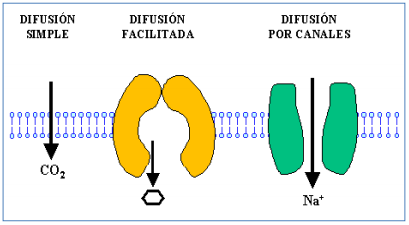 DIFUSIÓN
SIMPLE
DIFUSIÓN
FACILITADA
DIFUSIÓN
POR CANALES
CO₂
Na⁺